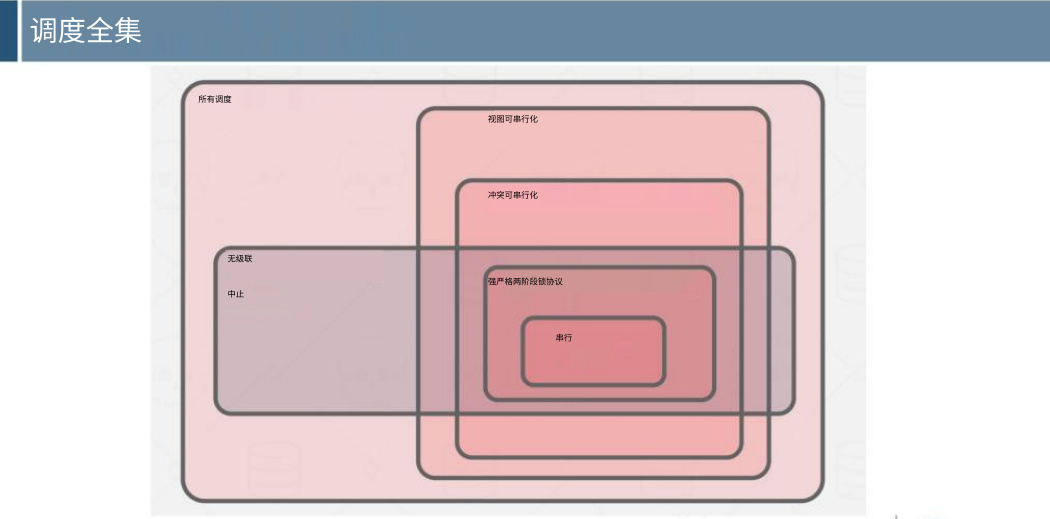 调度全集
所有调度
视图可串行化
冲突可串行化
无级联
强严格两阶段锁协议
中止
串行